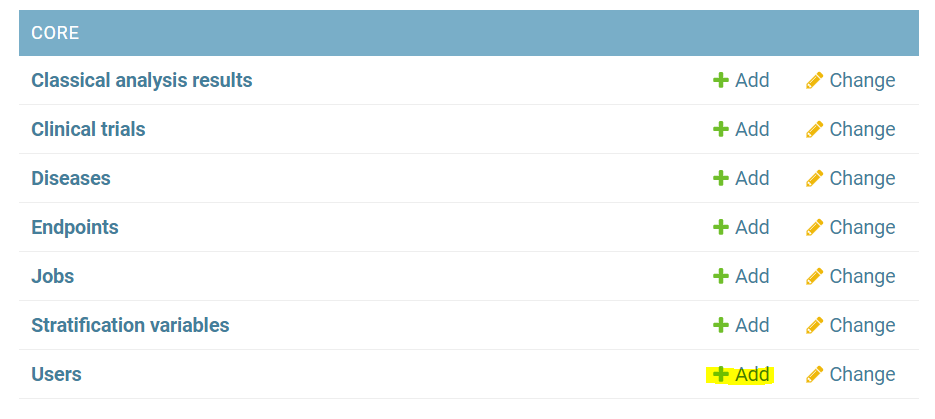 CORE
Classical analysis results Add Change
Clinical trials Add Change
Diseases Add Change
Endpoints Add Change
Jobs Add Change
Stratification variables Add Change
Users Add Change